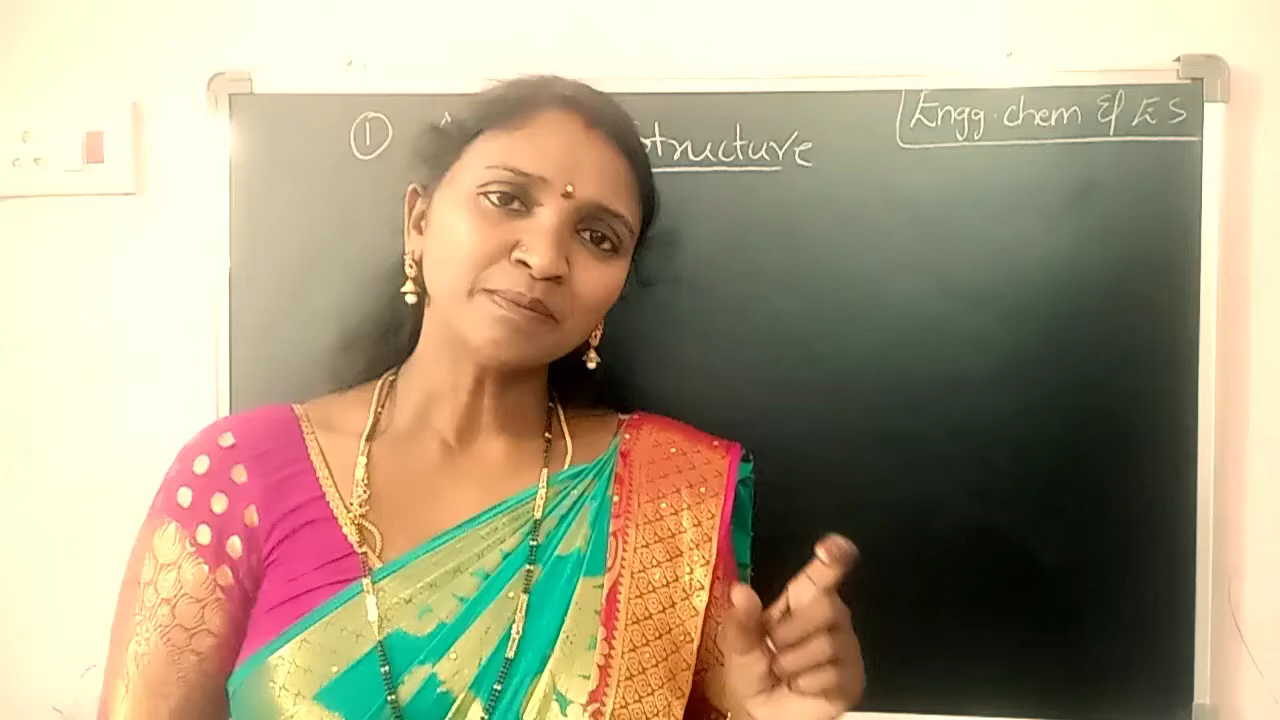 Engg. chem & ES
① structure